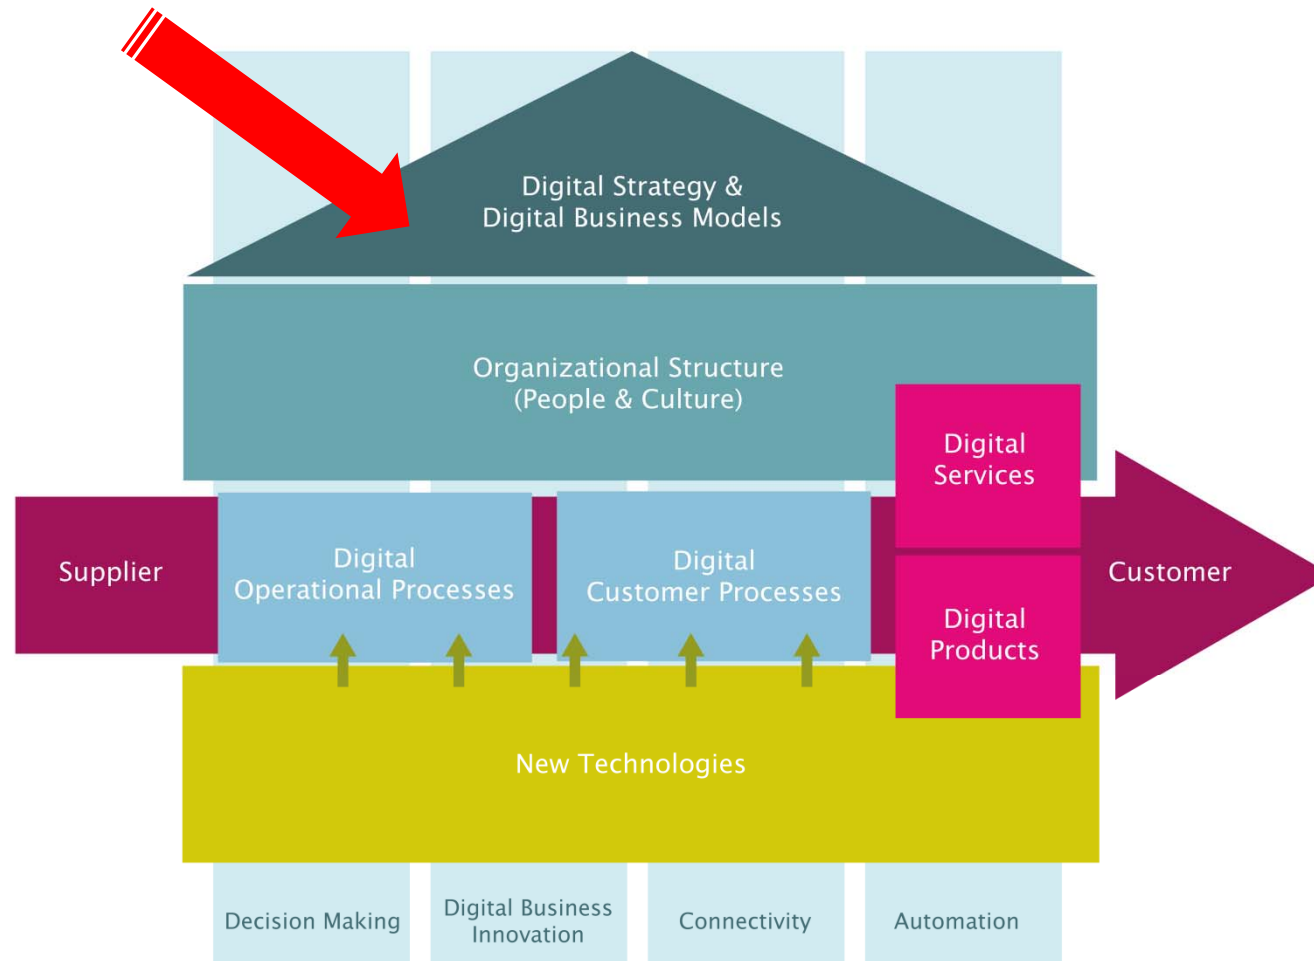 Digital Strategy &
Digital Business Models
Organizational Structure
(People & Culture)
Digital
Services
Supplier
Digital
Operational Processes
Digital
Customer Processes
Customer
Digital
Products
New Technologies
Decision Making
Digital Business
Innovation
Connectivity
Automation